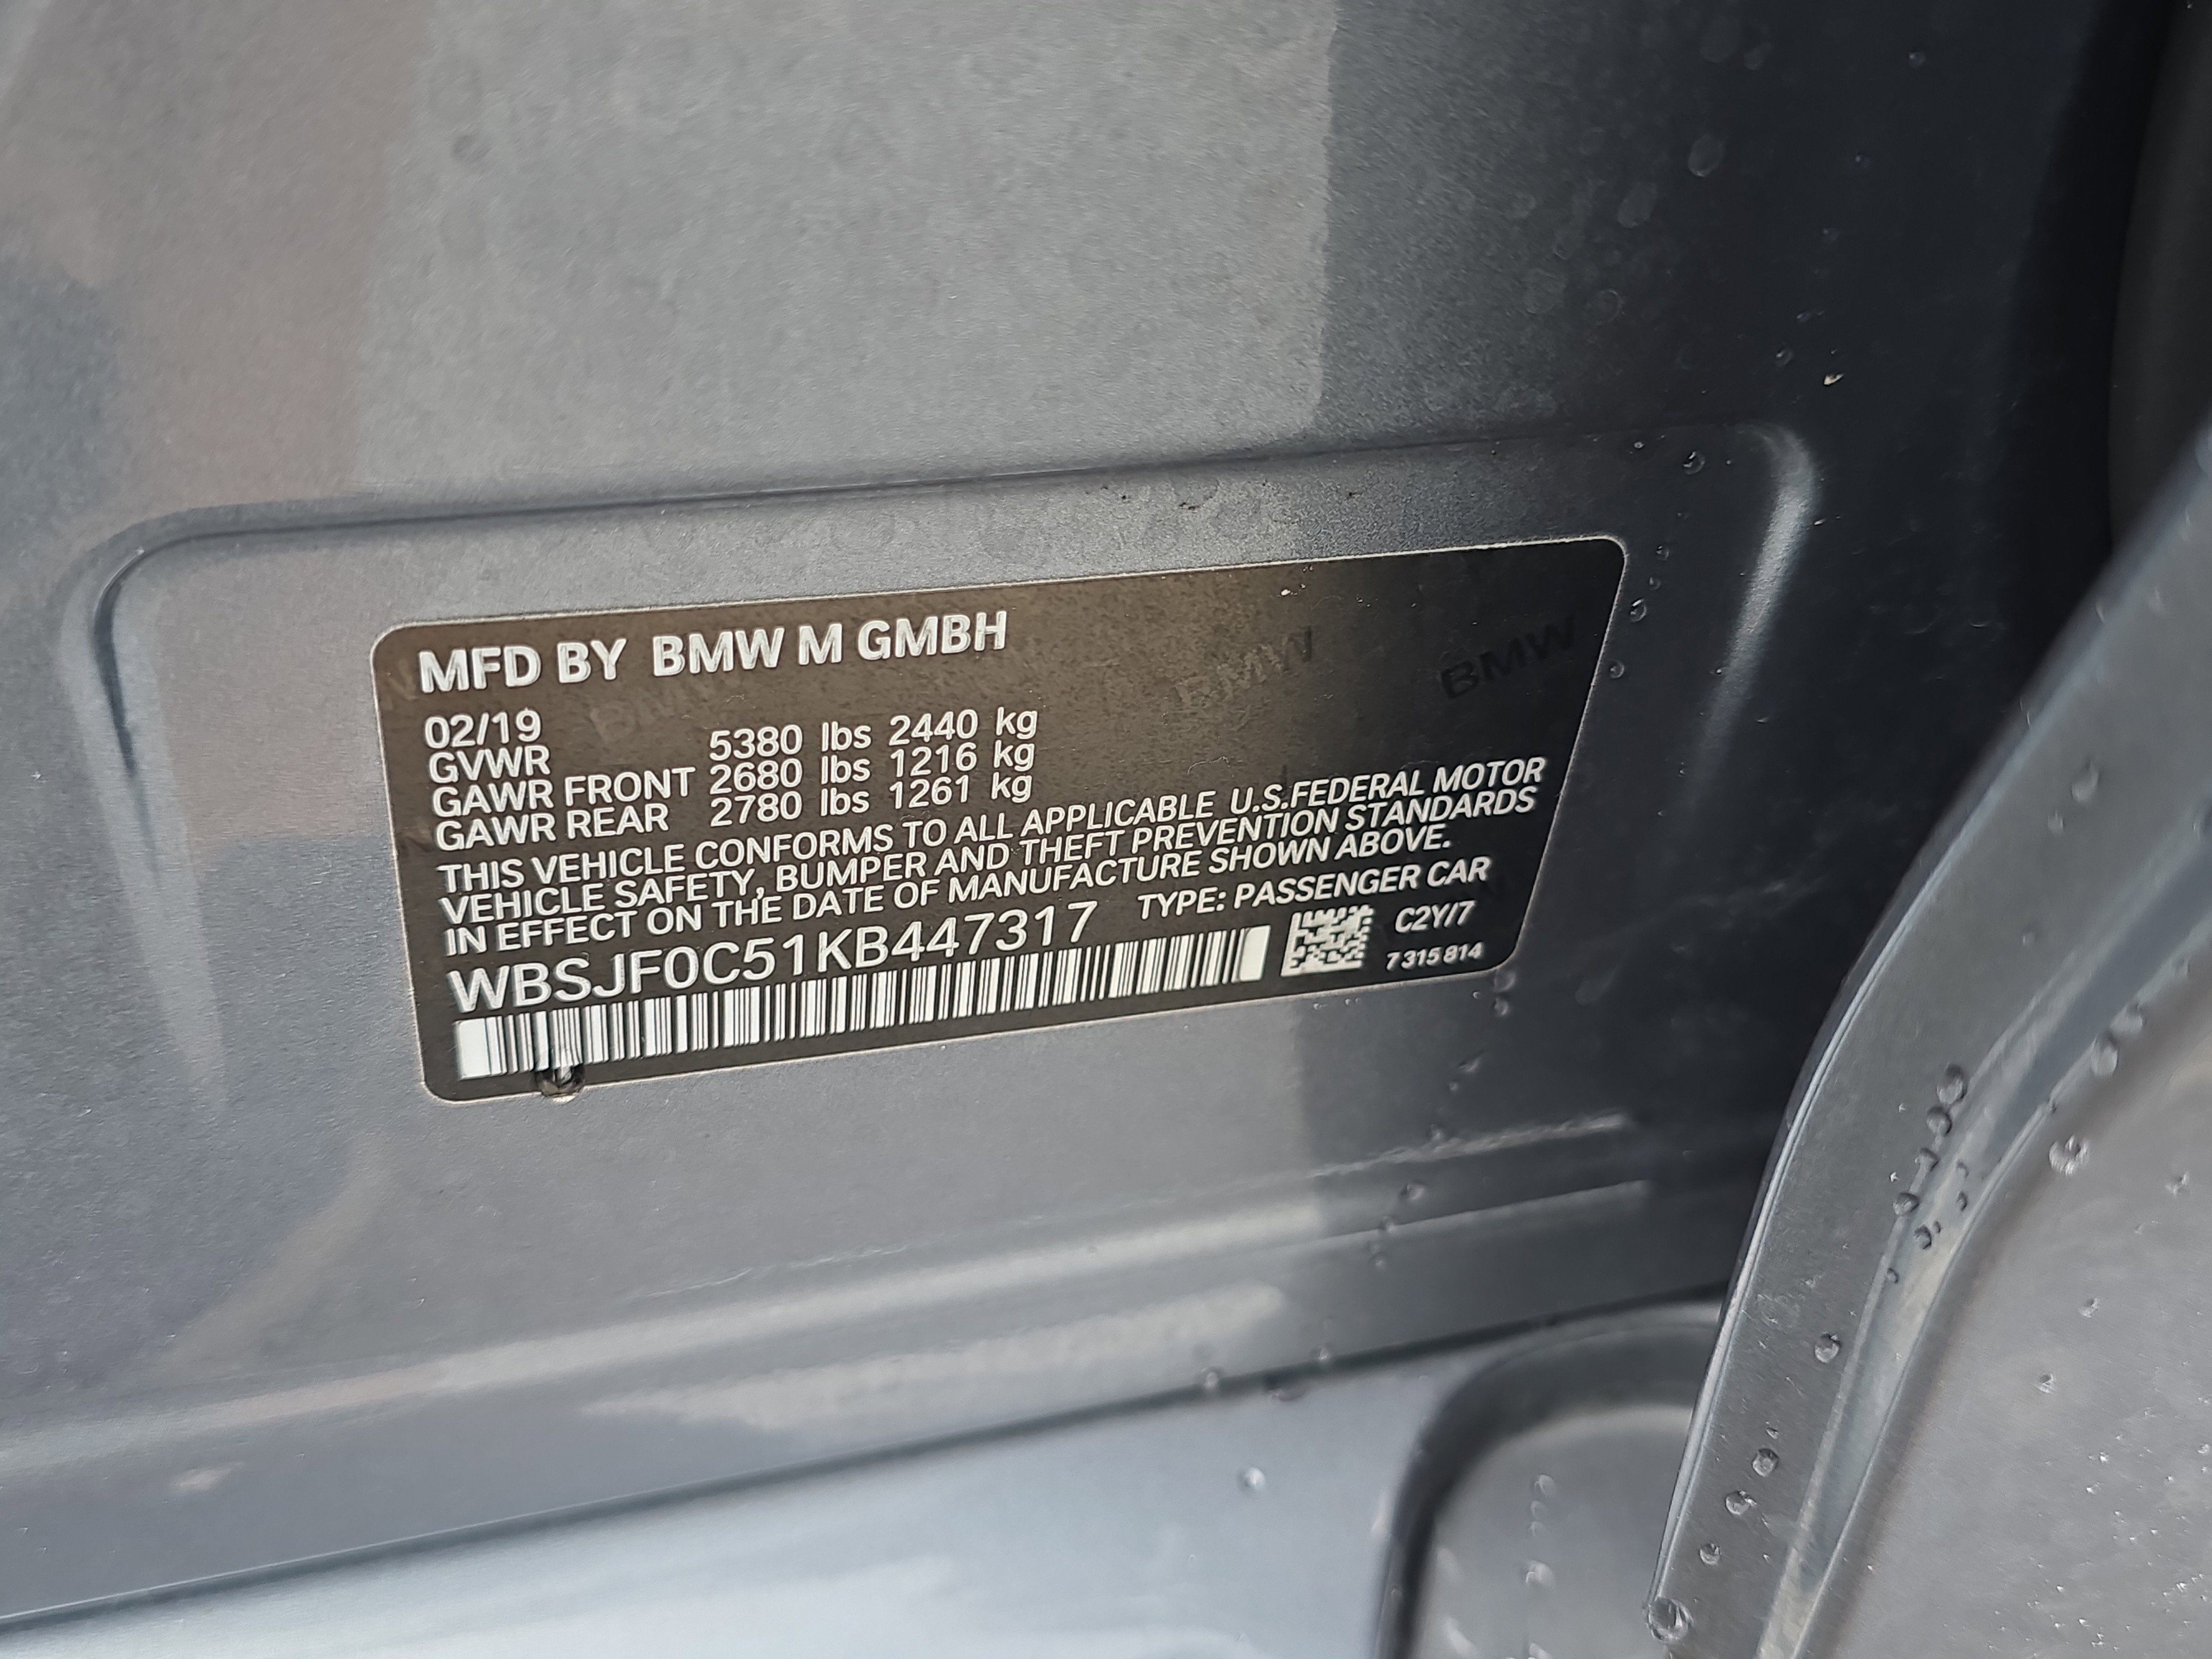 MFD BY BMW M GMBH
02/19
GVWR 5380 lbs 2440 kg
GAWR FRONT 2680 lbs 1216 kg
GAWR REAR 2780 lbs 1261 kg
THIS VEHICLE CONFORMS TO ALL APPLICABLE U.S.FEDERAL MOTOR
VEHICLE SAFETY, BUMPER AND THEFT PREVENTION STANDARDS
IN EFFECT ON THE DATE OF MANUFACTURE SHOWN ABOVE.
WBSJF0C51KB447317 TYPE: PASSENGER CAR
C2Y/7
7 315 814
BMW
BMW
BMW